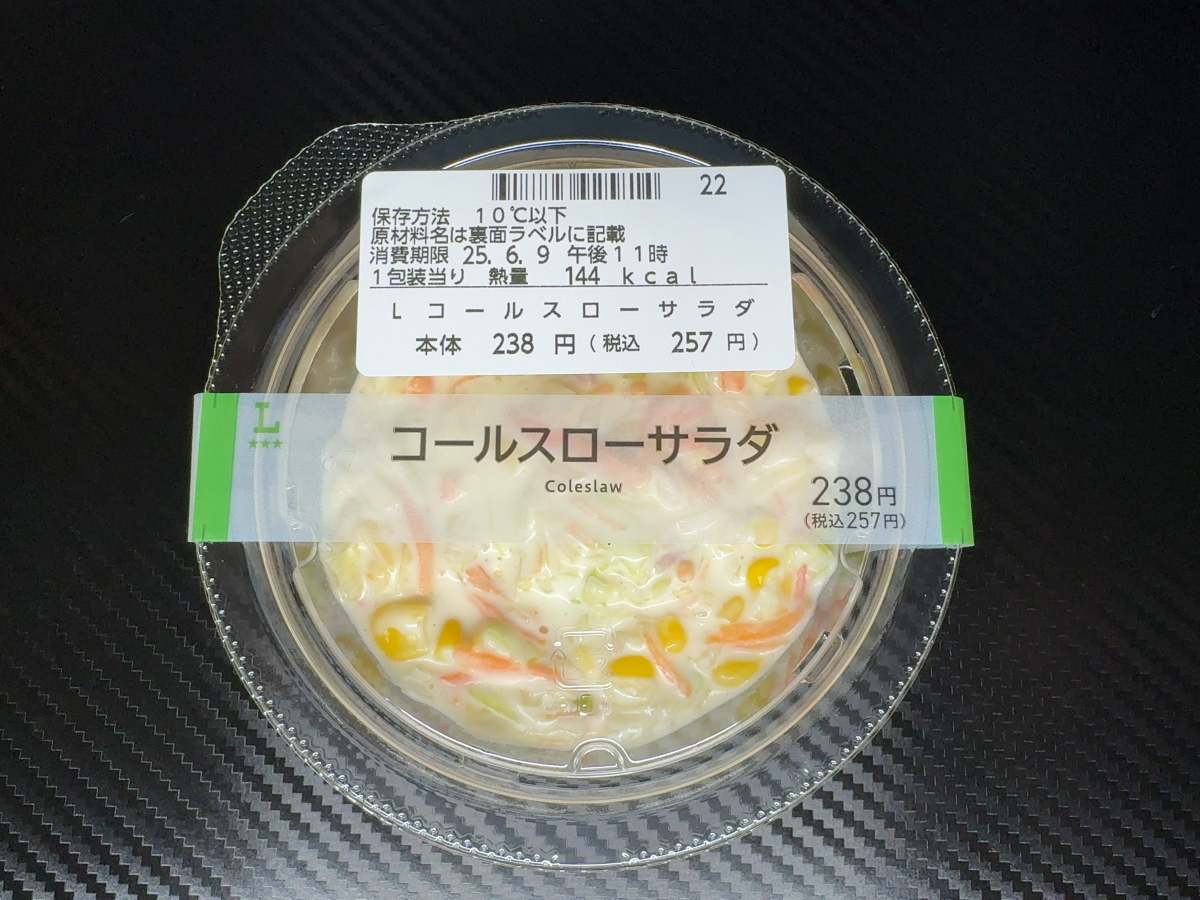 22
保存方法 10℃以下
原材料名は裏面ラベルに記載
消費期限 25. 6. 9 午後11時
1包装当り 熱量 144 kcal
L コールスローサラダ
本体 238 円 (税込 257 円)
L
コールスローサラダ
Coleslaw
238円
(税込257円)